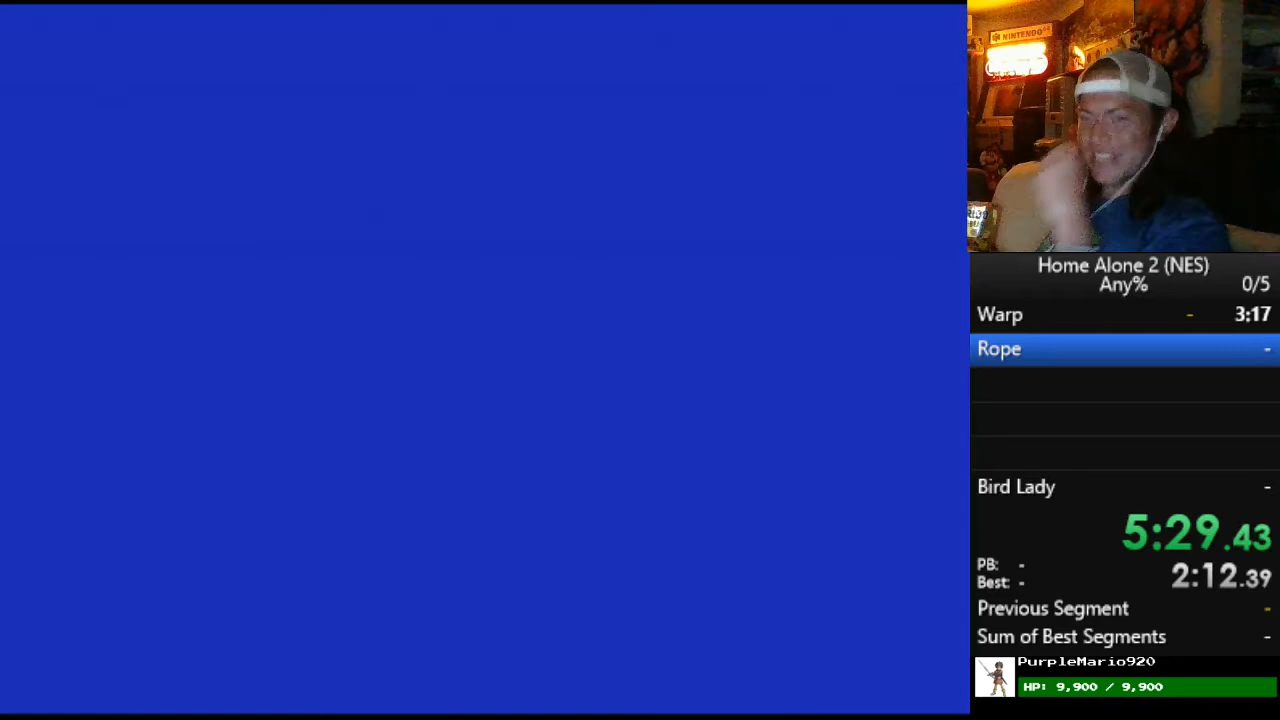 NINTENDO
Home Alone 2 (NES)
Any% 0/5
Warp - 3:17
Rope -
Bird Lady -
5:29.43
PB: -
Best: - 2:12.39
Previous Segment -
Sum of Best Segments -
PurpleMario920
HP: 9,900 / 9,900